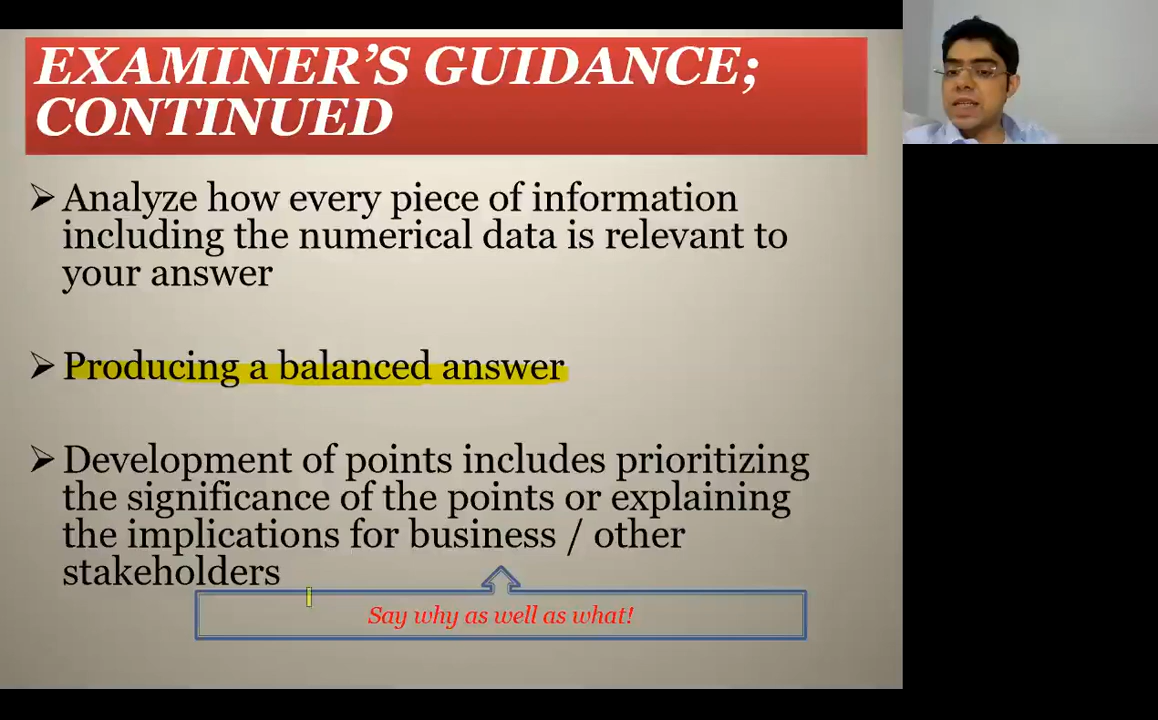 EXAMINER’S GUIDANCE;
CONTINUED
Analyze how every piece of information
including the numerical data is relevant to
your answer
Producing a balanced answer
Development of points includes prioritizing
the significance of the points or explaining
the implications for business / other
stakeholders
Say why as well as what!